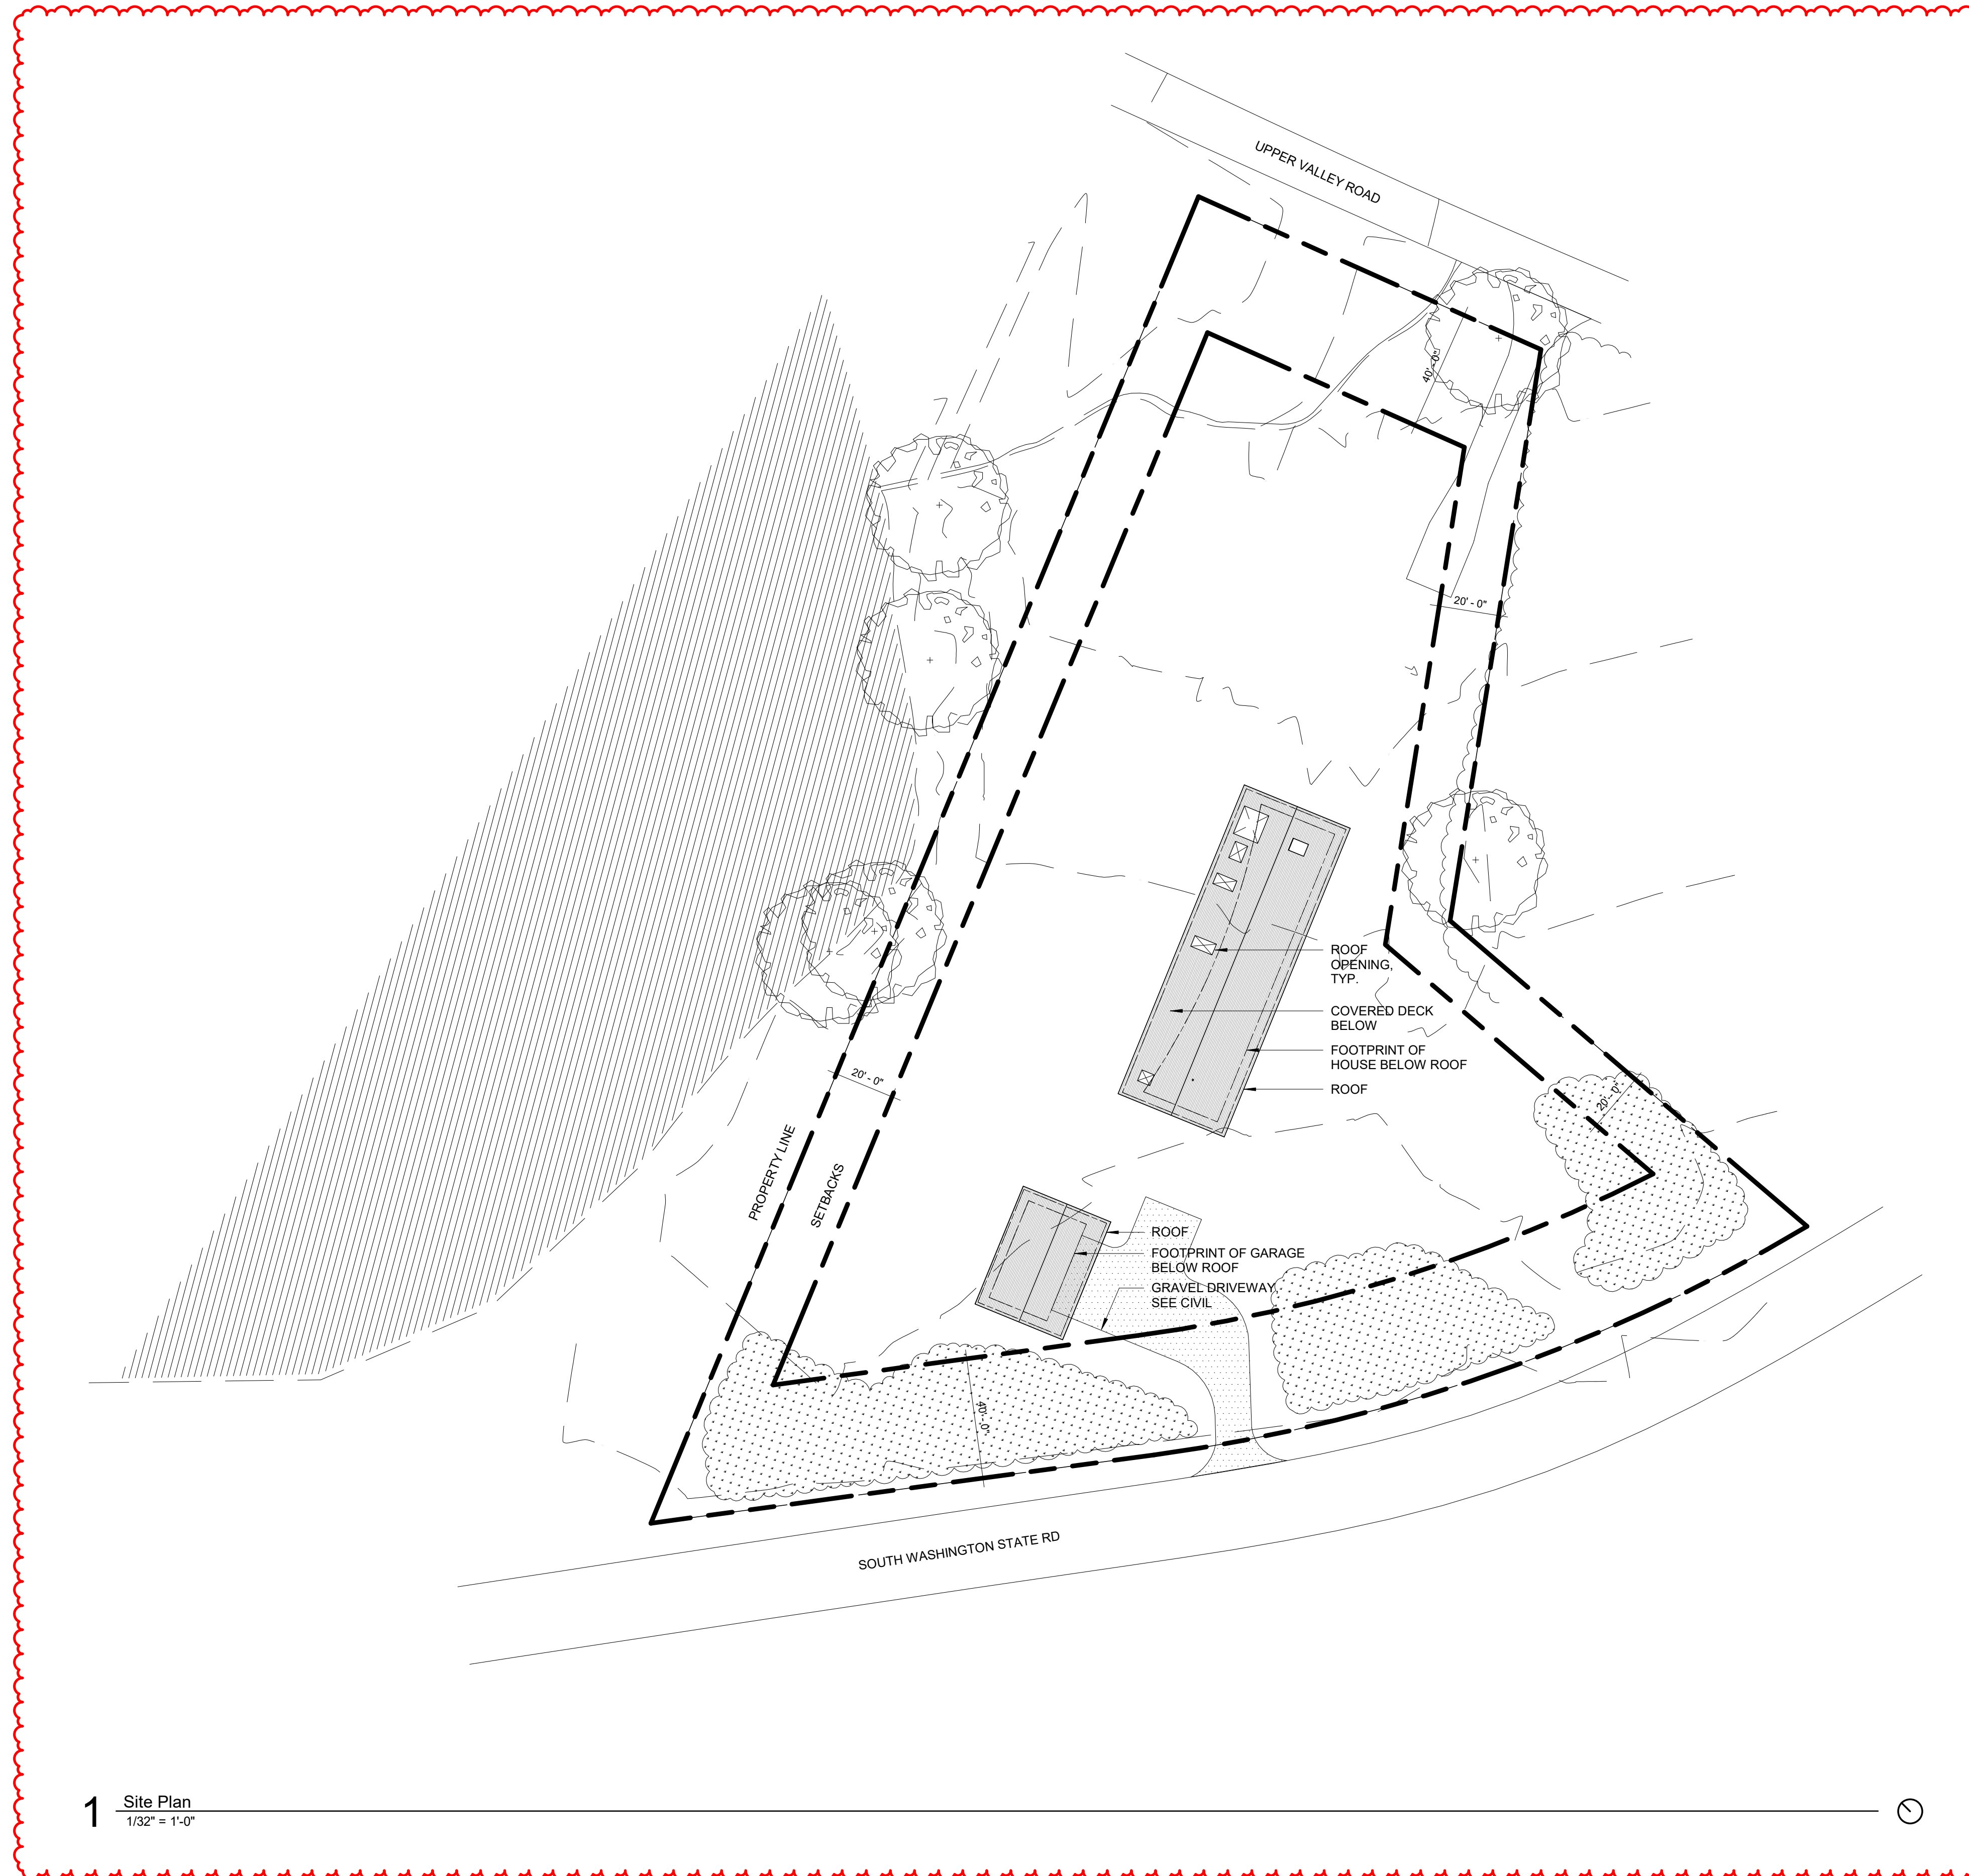 UPPER VALLEY ROAD
40' - 0"
20' - 0"
ROOF
OPENING,
TYP.
COVERED DECK
BELOW
FOOTPRINT OF
HOUSE BELOW ROOF
ROOF
20' - 0"
20' - 0"
PROPERTY LINE
SETBACKS
ROOF
FOOTPRINT OF GARAGE
BELOW ROOF
GRAVEL DRIVEWAY,
SEE CIVIL
40' - 0"
SOUTH WASHINGTON STATE RD
1
Site Plan
1/32" = 1'-0"